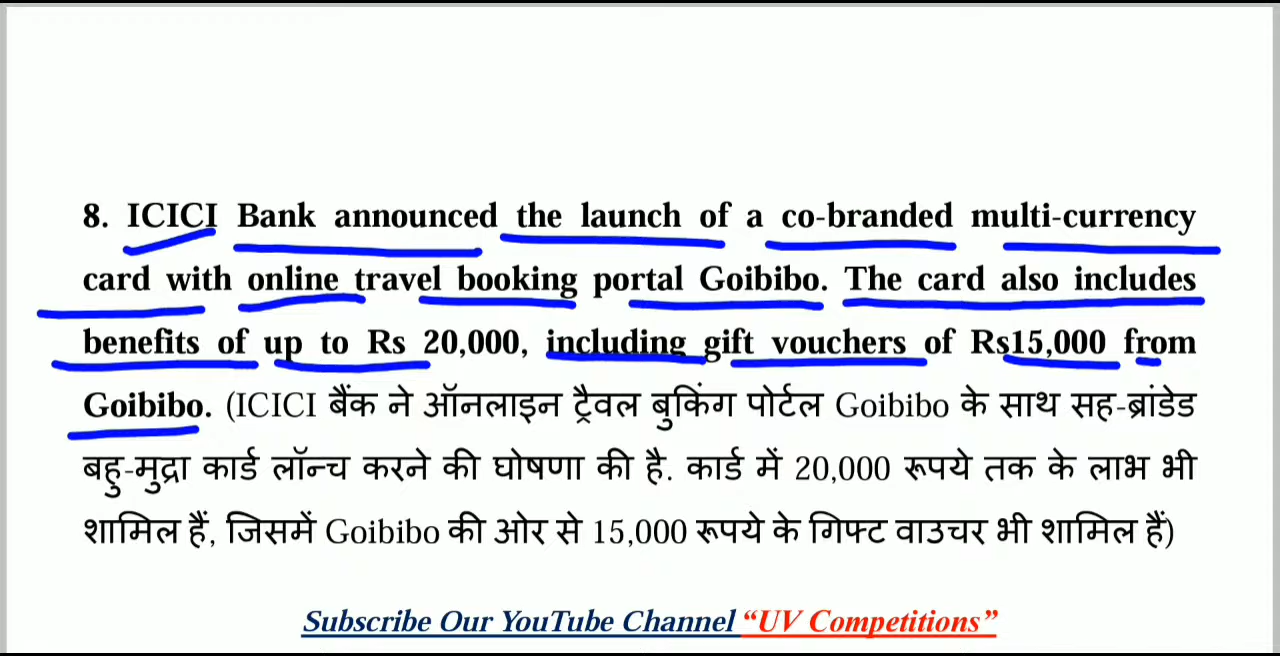 8. ICICI Bank announced the launch of a co-branded multi-currency
card with online travel booking portal Goibibo. The card also includes
benefits of up to Rs 20,000, including gift vouchers of Rs15,000 from
Goibibo. (ICICI बैंक ने ऑनलाइन ट्रैवल बुकिंग पोर्टल Goibibo के साथ सह-ब्रांडेड
बहु-मुद्रा कार्ड लॉन्च करने की घोषणा की है. कार्ड में 20,000 रूपये तक के लाभ भी
शामिल हैं, जिसमें Goibibo की ओर से 15,000 रूपये के गिफ्ट वाउचर भी शामिल हैं)
Subscribe Our YouTube Channel “UV Competitions”